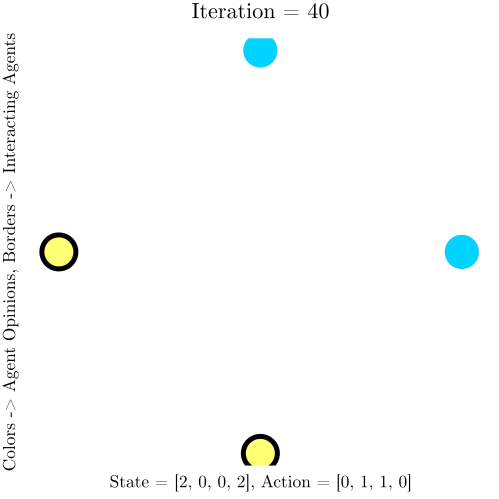 Iteration = 40
Colors -> Agent Opinions, Borders -> Interacting Agents
State = [2, 0, 0, 2], Action = [0, 1, 1, 0]